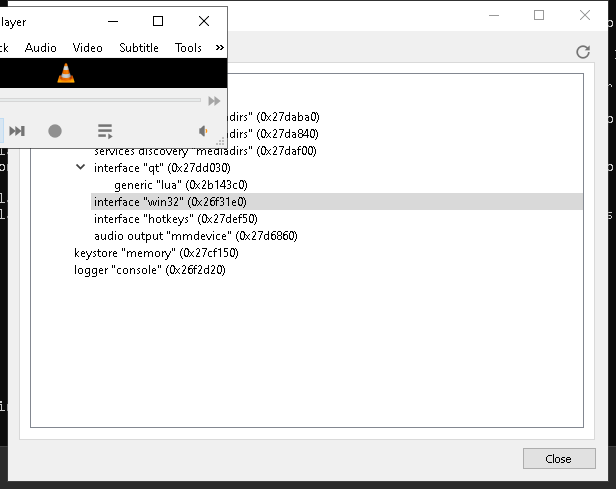 layer
ck Audio Video Subtitle Tools »
dirs" (0x27daba0)
dirs" (0x27da840)
services discovery "mediadirs" (0x27daf00)
interface "qt" (0x27dd030)
generic "lua" (0x2b143c0)
interface "win32" (0x26f31e0)
interface "hotkeys" (0x27def50)
audio output "mmdevice" (0x27d6860)
keystore "memory" (0x27cf150)
logger "console" (0x26f2d20)
Close